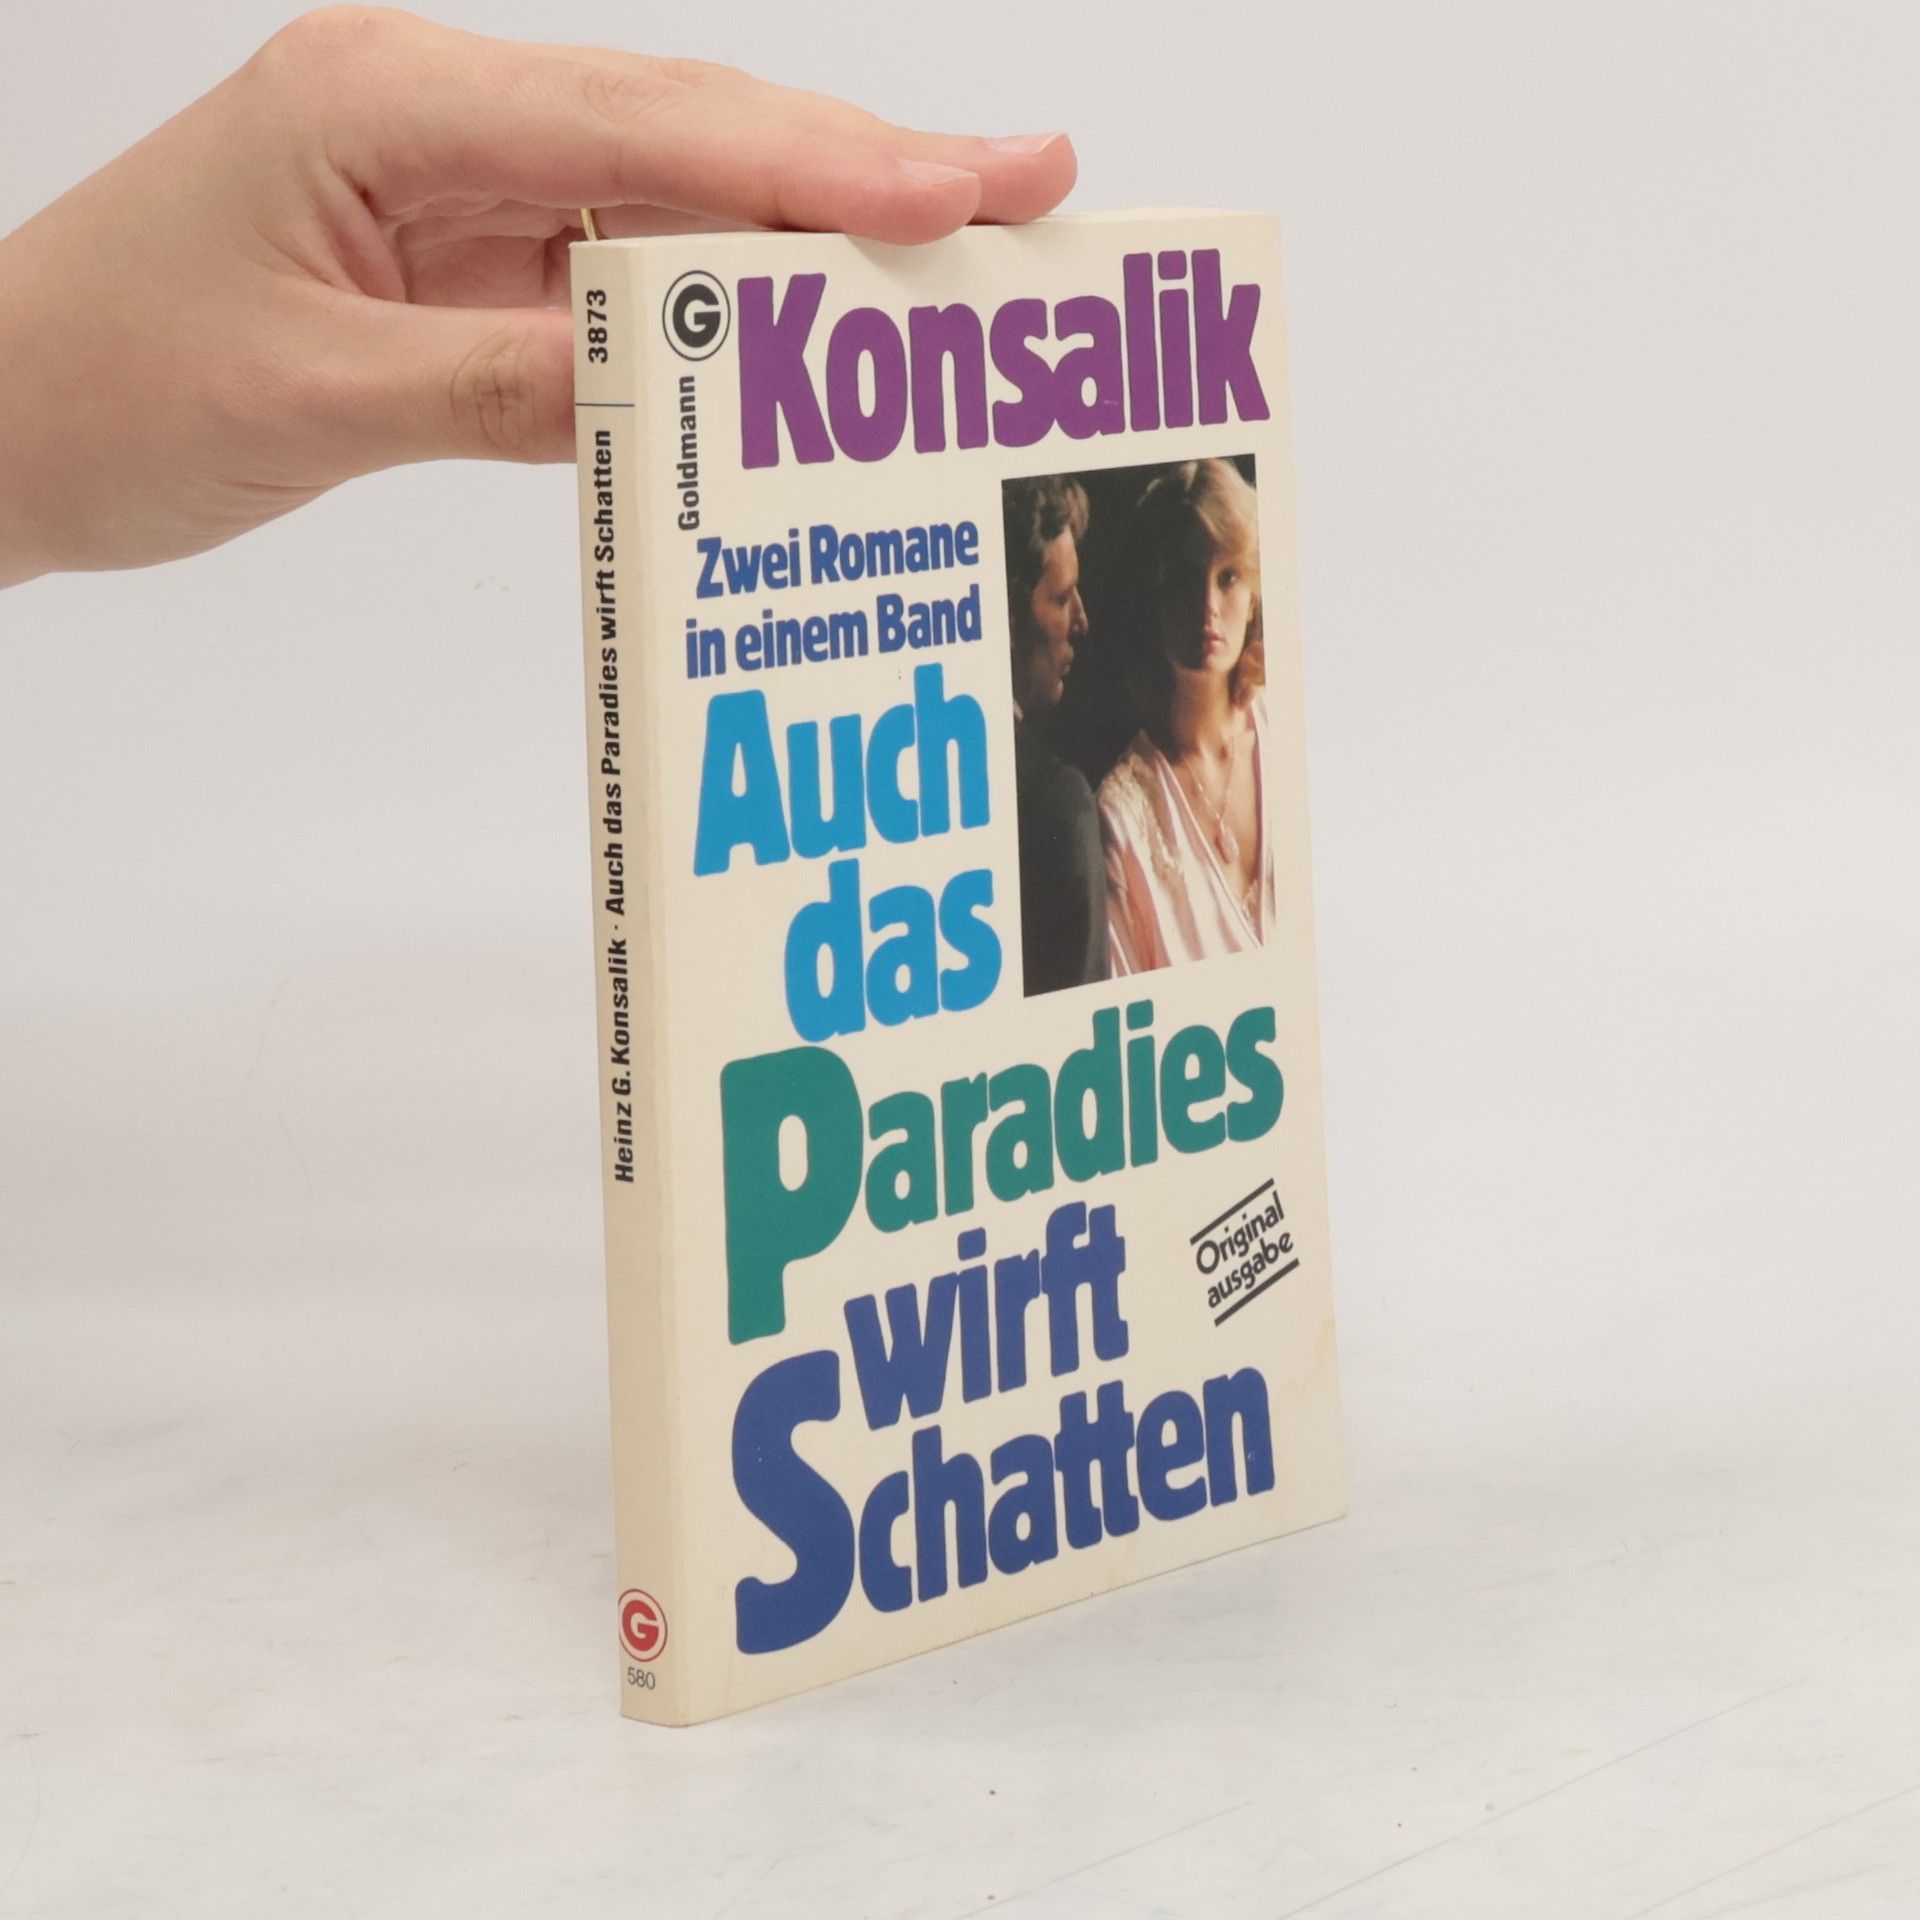 3873
Heinz G. Konsalik · Auch das Paradies wirft Schatten
G
580
G
Goldmann
Konsalik
Zwei Romane
in einem Band
Auch
das
Paradies
wirft
Schatten
Original
ausgabe